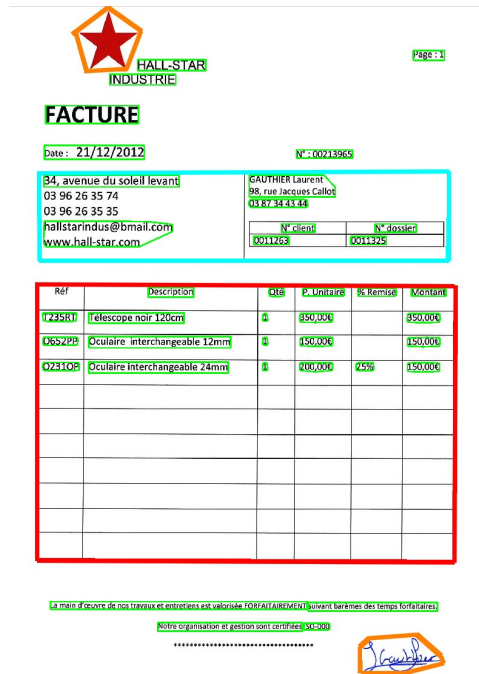 HALL-STAR
INDUSTRIE
Page : 1
FACTURE
Date : 21/12/2012
N° : 00213965
34, avenue du soleil levant
03 96 26 35 74
03 96 26 35 35
hallstarindus@bmail.com
www.hall-star.com
GAUTHIER Laurent
98, rue Jacques Callot
03 87 34 43 44
N° client N° dossier
0011263 0011325
Réf Description Qté P. Unitaire % Remise Montant
T235RT Télescope noir 120cm 1 350,00€ 350,00€
O652PP Oculaire interchangeable 12mm 1 150,00€ 150,00€
O231OP Oculaire interchangeable 24mm 1 200,00€ 25% 150,00€
La main d'œuvre de nos travaux et entretiens est valorisée FORFAITAIREMENT suivant barèmes des temps forfaitaires.
Notre organisation et gestion sont certifiées ISO-000
***********************************